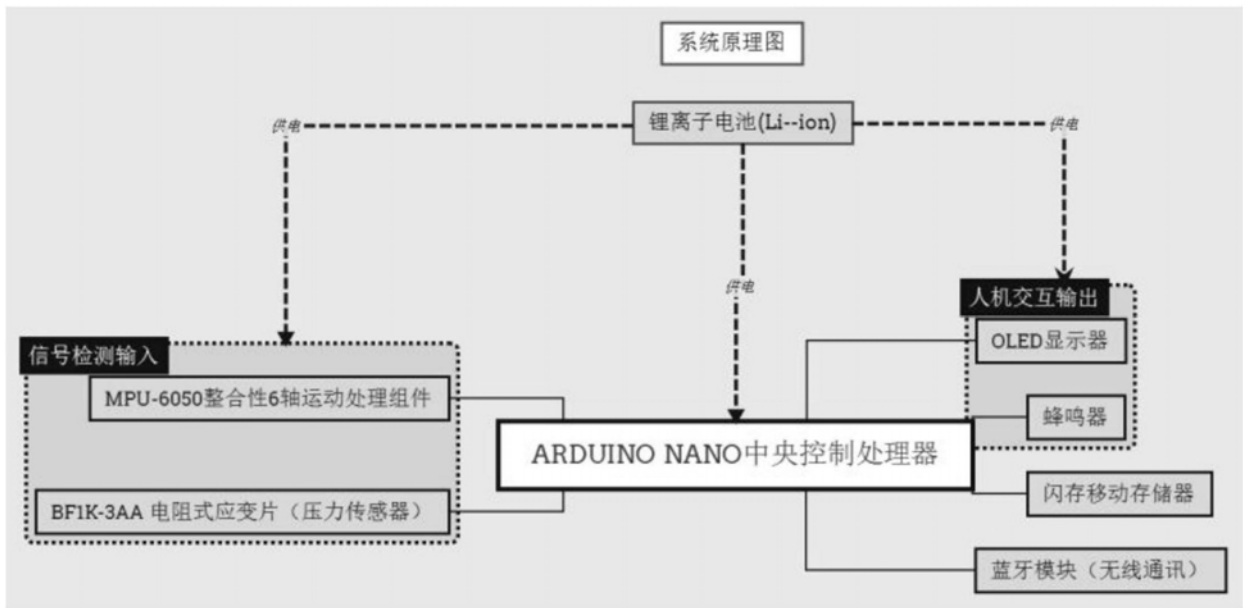 系统原理图
锂离子电池(Li--ion)
供电
供电
供电
人机交互输出
OLED显示器
信号检测输入
MPU-6050整合性6轴运动处理组件
蜂鸣器
ARDUINO NANO中央控制处理器
BF1K-3AA 电阻式应变片（压力传感器）
闪存移动存储器
蓝牙模块（无线通讯）